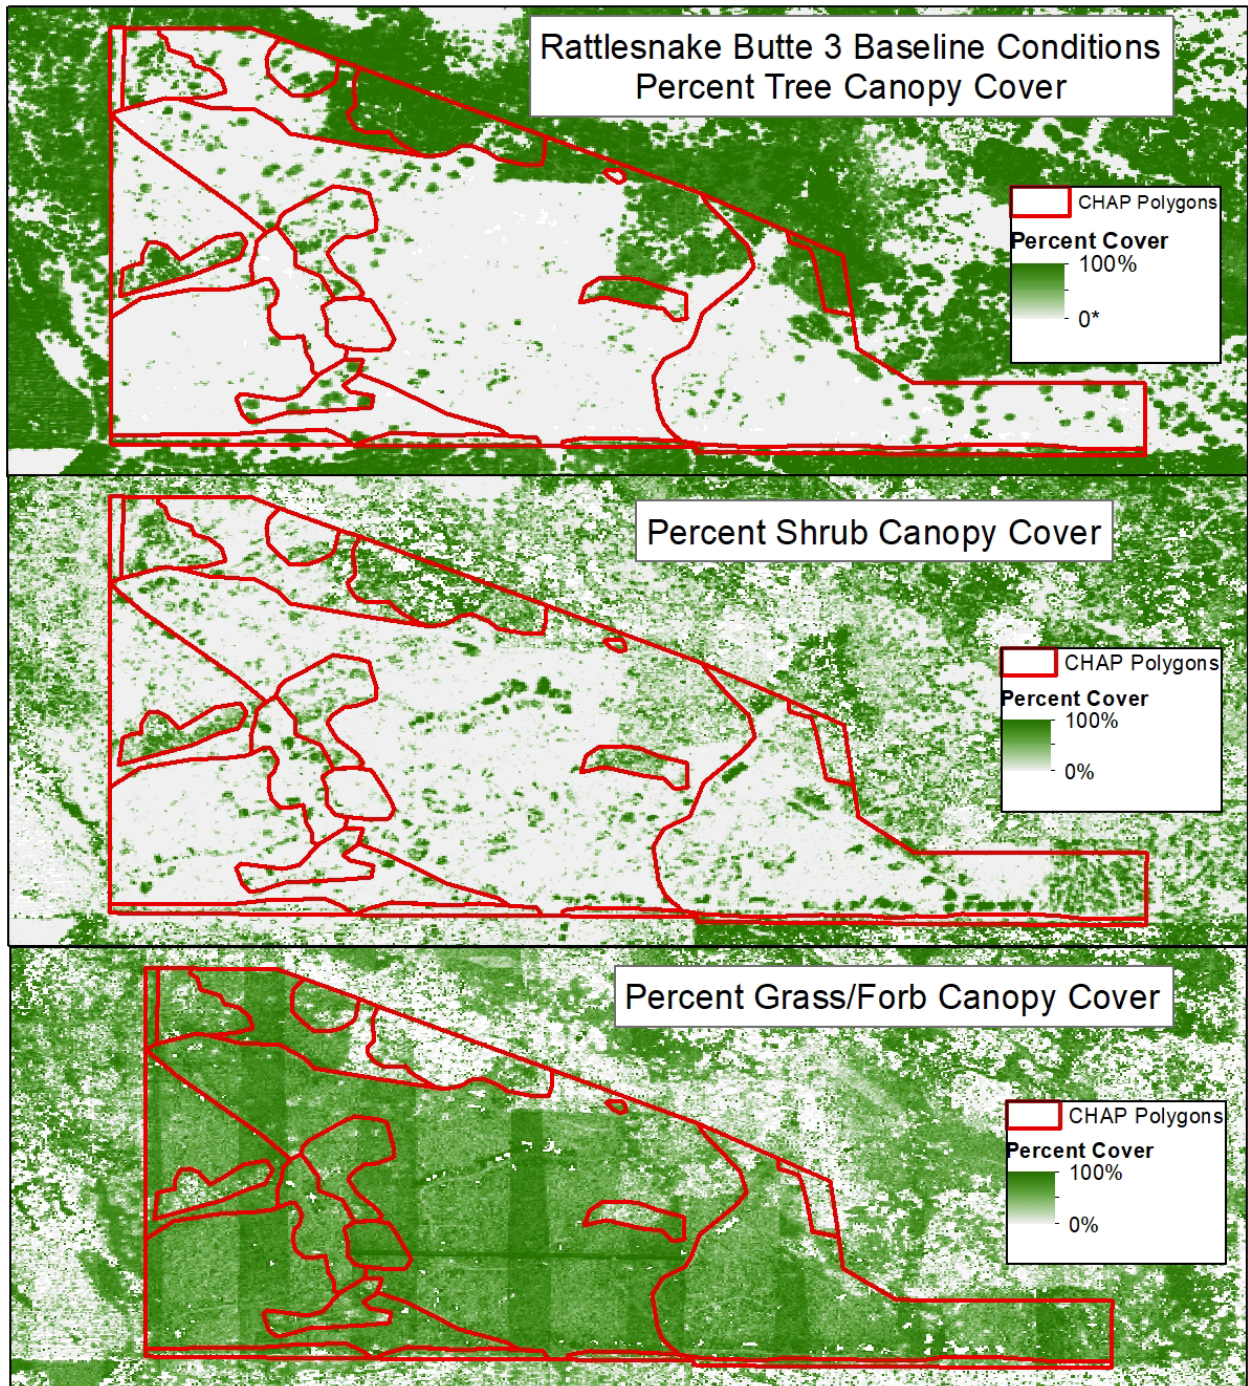 Rattlesnake Butte 3 Baseline Conditions
Percent Tree Canopy Cover
CHAP Polygons
Percent Cover
100%
0*
Percent Shrub Canopy Cover
CHAP Polygons
Percent Cover
100%
0%
Percent Grass/Forb Canopy Cover
CHAP Polygons
Percent Cover
100%
0%